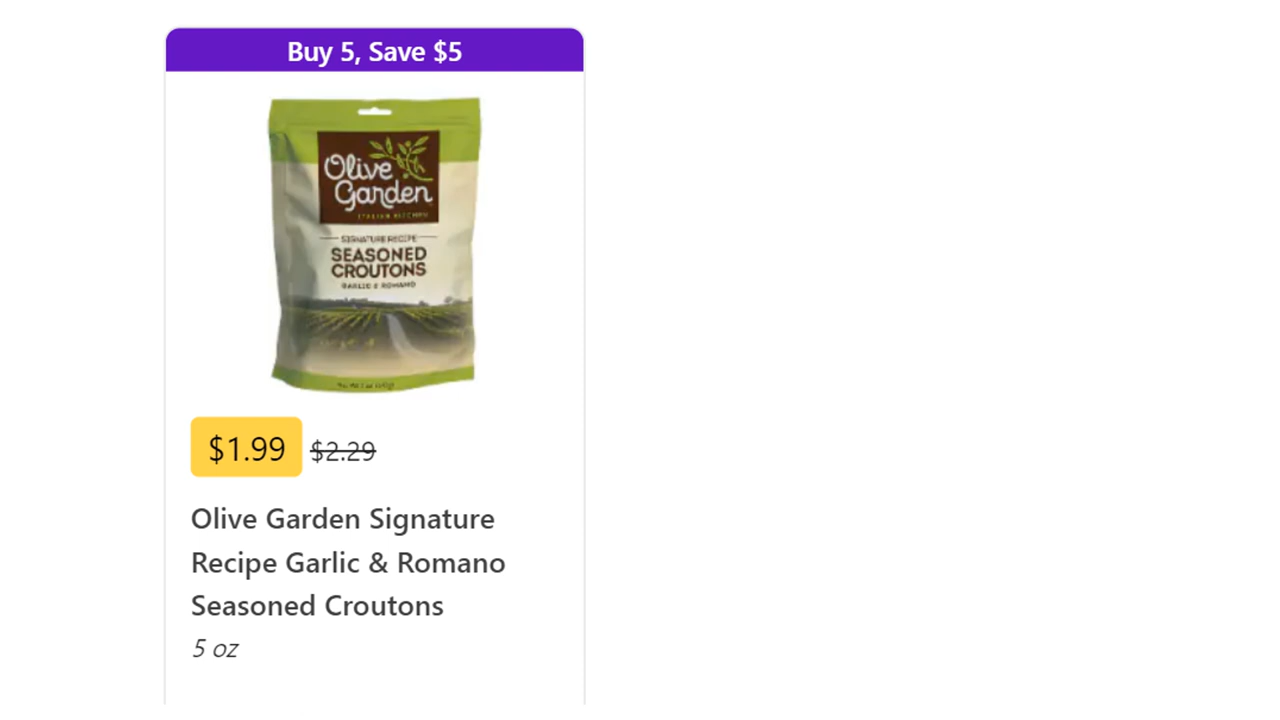 Buy 5, Save $5
Olive
Garden
ITALIAN KITCHEN
SIGNATURE RECIPE
SEASONED
CROUTONS
GARLIC & ROMANO
$1.99 $2.29
Olive Garden Signature
Recipe Garlic & Romano
Seasoned Croutons
5 oz